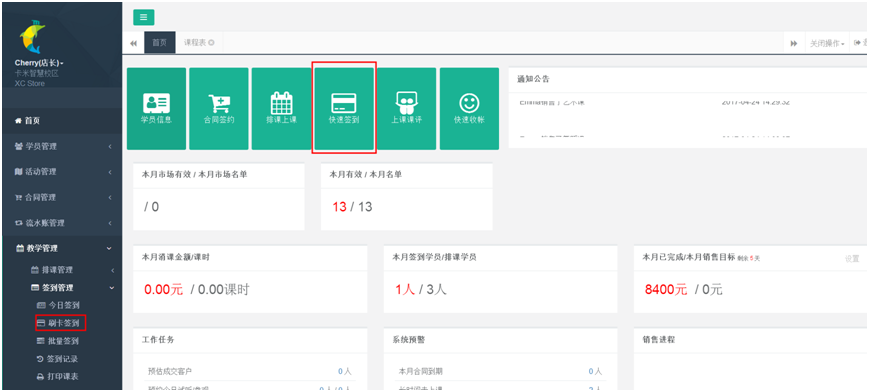 Cherry(店长)
卡米智慧校区
XC Store
首页
学员管理
活动管理
合同管理
流水账管理
教学管理
排课管理
签到管理
今日签到
刷卡签到
批量签到
签到记录
打印课表
首页
课程表
关闭操作
学员信息
合同签约
排课上课
快速签到
上课课评
快速收帐
通知公告
2017-04-24 14:29:32
本月市场有效 / 本月市场名单
/ 0
本月有效 / 本月名单
13 / 13
本月消课金额/课时
0.00元 / 0.00课时
本月签到学员/排课学员
1人 / 3人
本月已完成/本月销售目标 剩余 5 天
设置
8400元 / 0元
工作任务
预估成交客户 0 人
系统预警
本月合同到期 0 人
销售进程